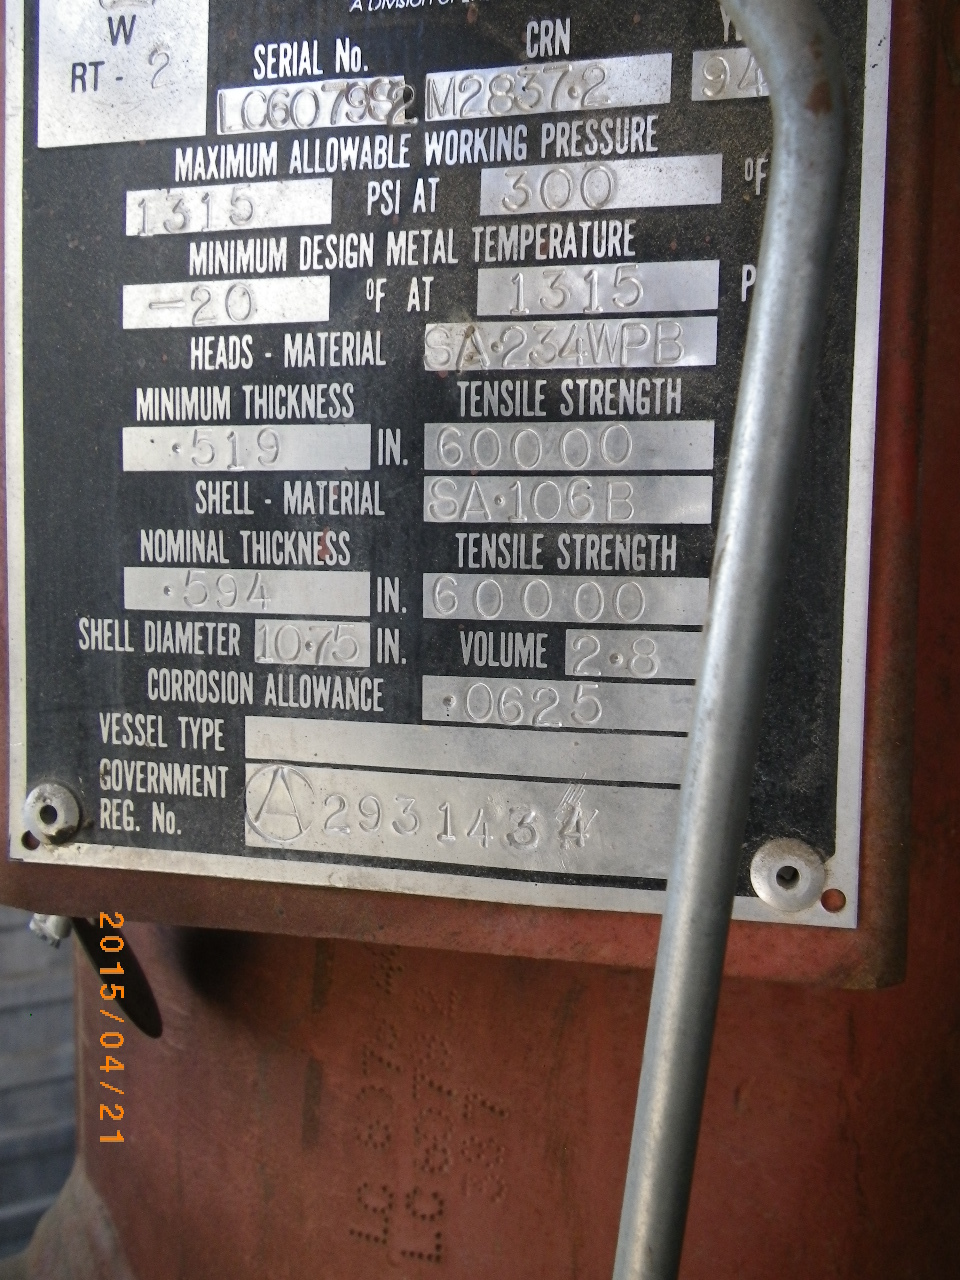 A DIVISION OF
W
RT - 2
SERIAL No. CRN
M2837·2 94
MAXIMUM ALLOWABLE WORKING PRESSURE
1315 PSI AT 300 °F
MINIMUM DESIGN METAL TEMPERATURE
-20 °F AT 1315 P
HEADS - MATERIAL SA·234WPB
MINIMUM THICKNESS TENSILE STRENGTH
·519 IN. 60000
SHELL - MATERIAL SA·106B
NOMINAL THICKNESS TENSILE STRENGTH
·594 IN. 60000
SHELL DIAMETER 10·75 IN. VOLUME 2·8
CORROSION ALLOWANCE ·0625
VESSEL TYPE
GOVERNMENT
REG. No. A 2931434
2015/04/21
387